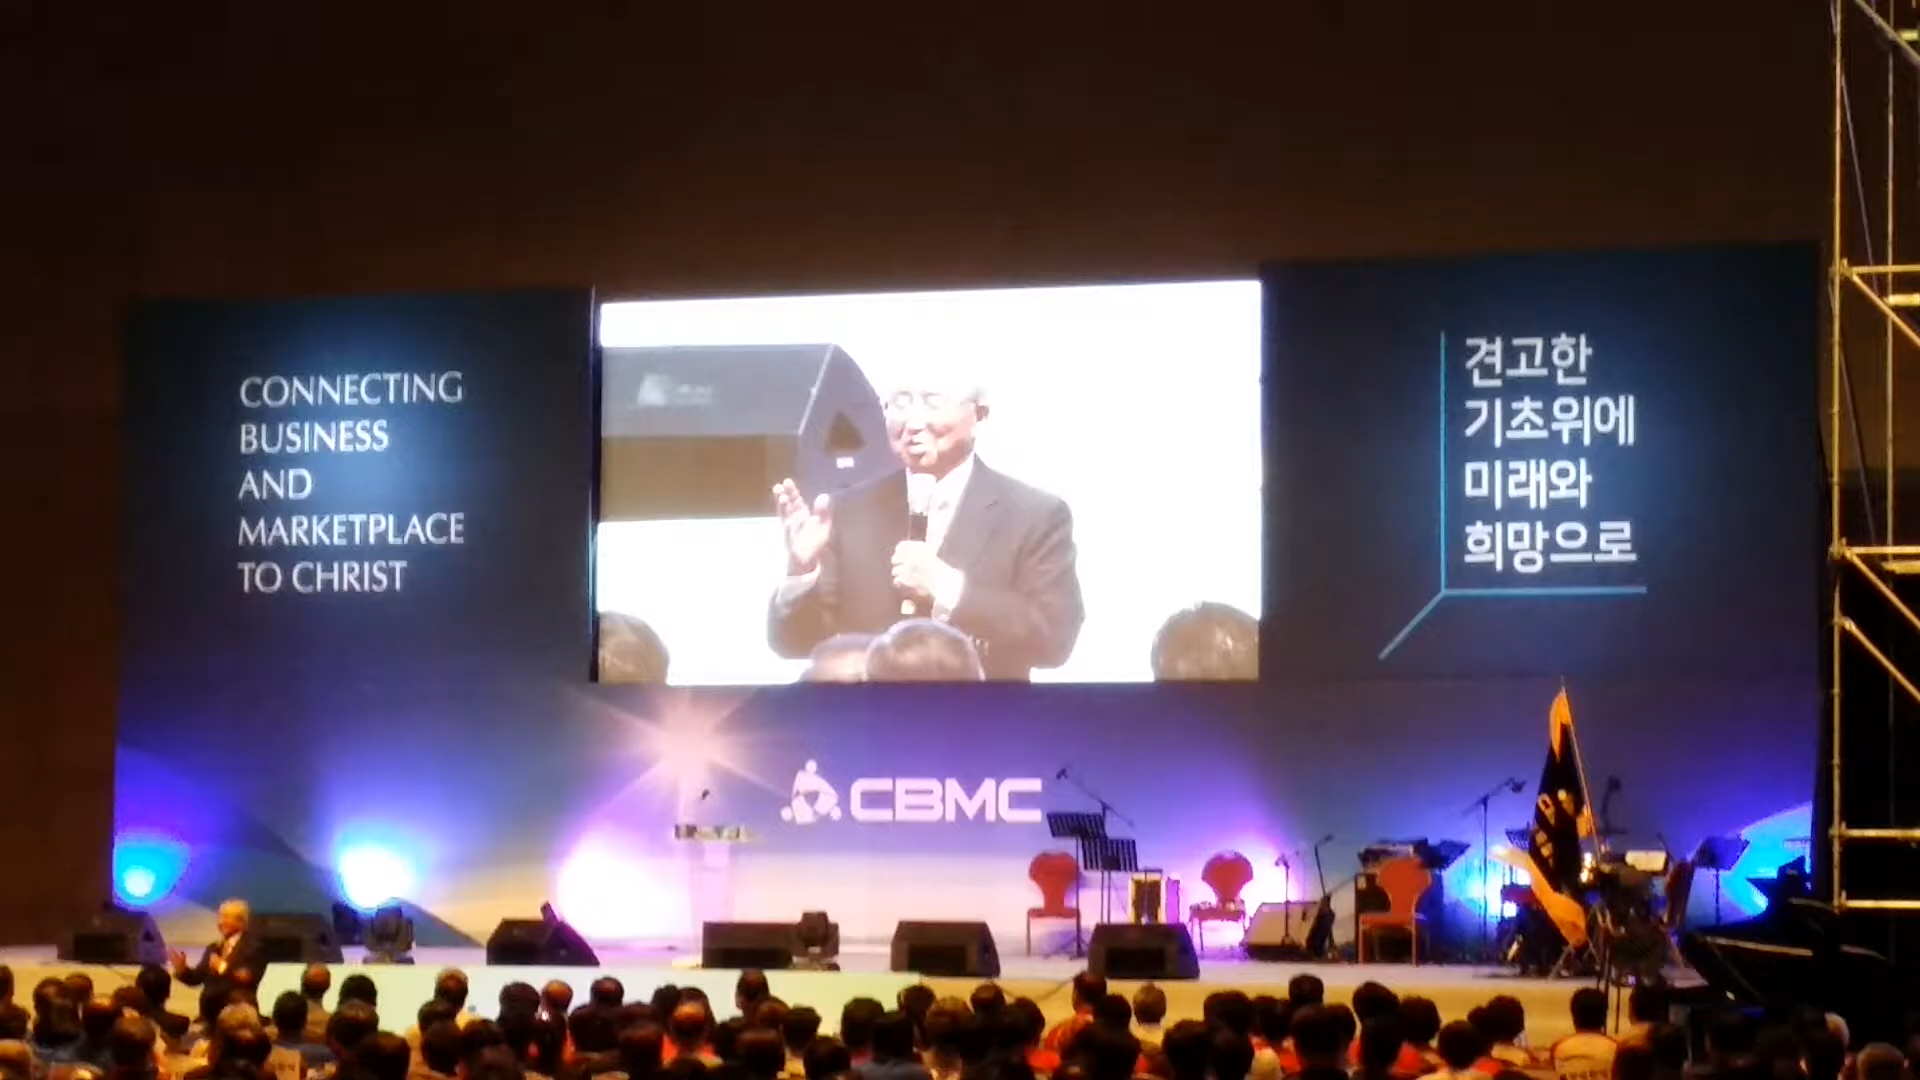 CONNECTING
BUSINESS
AND
MARKETPLACE
TO CHRIST
견고한
기초위에
미래와
희망으로
CBMC